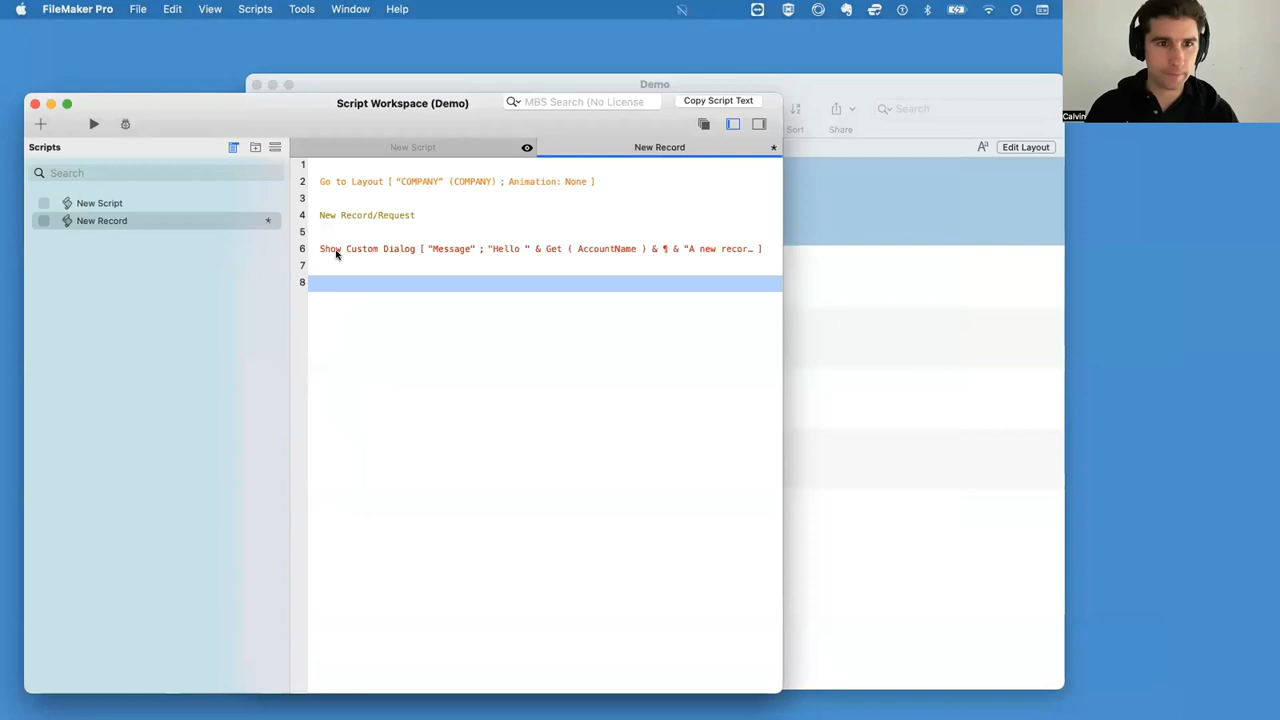 FileMaker Pro File Edit View Scripts Tools Window Help
Demo
Script Workspace (Demo)
MBS Search (No License
Copy Script Text
Sort
Share
Search
Calvin
Scripts
New Script
New Record
*
Edit Layout
Search
New Script
New Record
*
1
2 Go to Layout [ “COMPANY” (COMPANY) ; Animation: None ]
3
4 New Record/Request
5
6 Show Custom Dialog [ "Message" ; "Hello " & Get ( AccountName ) & ¶ & "A new recor… ]
7
8